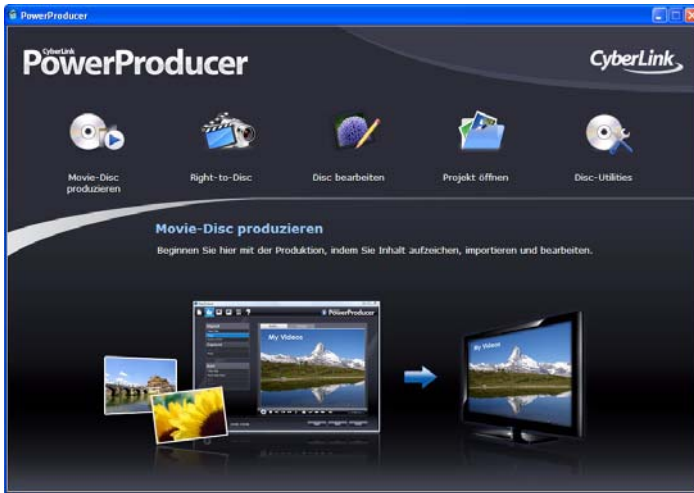 PowerProducer
CyberLink
PowerProducer
CyberLink
Movie-Disc
produzieren
Right-to-Disc
Disc bearbeiten
Projekt öffnen
Disc-Utilities
Movie-Disc produzieren
Beginnen Sie hier mit der Produktion, indem Sie Inhalt aufzeichen, importieren und bearbeiten.
PowerProducer
My Videos
My Videos